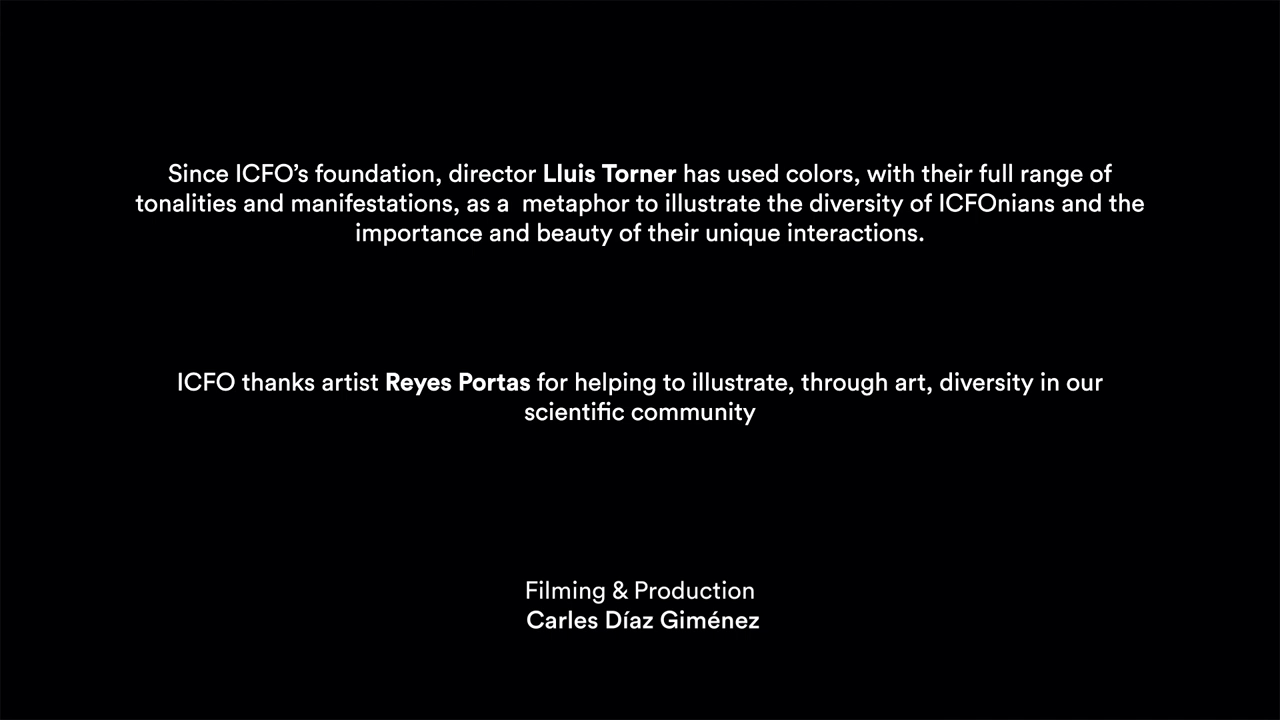 Since ICFO’s foundation, director Lluis Torner has used colors, with their full range of
tonalities and manifestations, as a  metaphor to illustrate the diversity of ICFOnians and the
importance and beauty of their unique interactions.
ICFO thanks artist Reyes Portas for helping to illustrate, through art, diversity in our
scientific community
Filming & Production
Carles Díaz Giménez